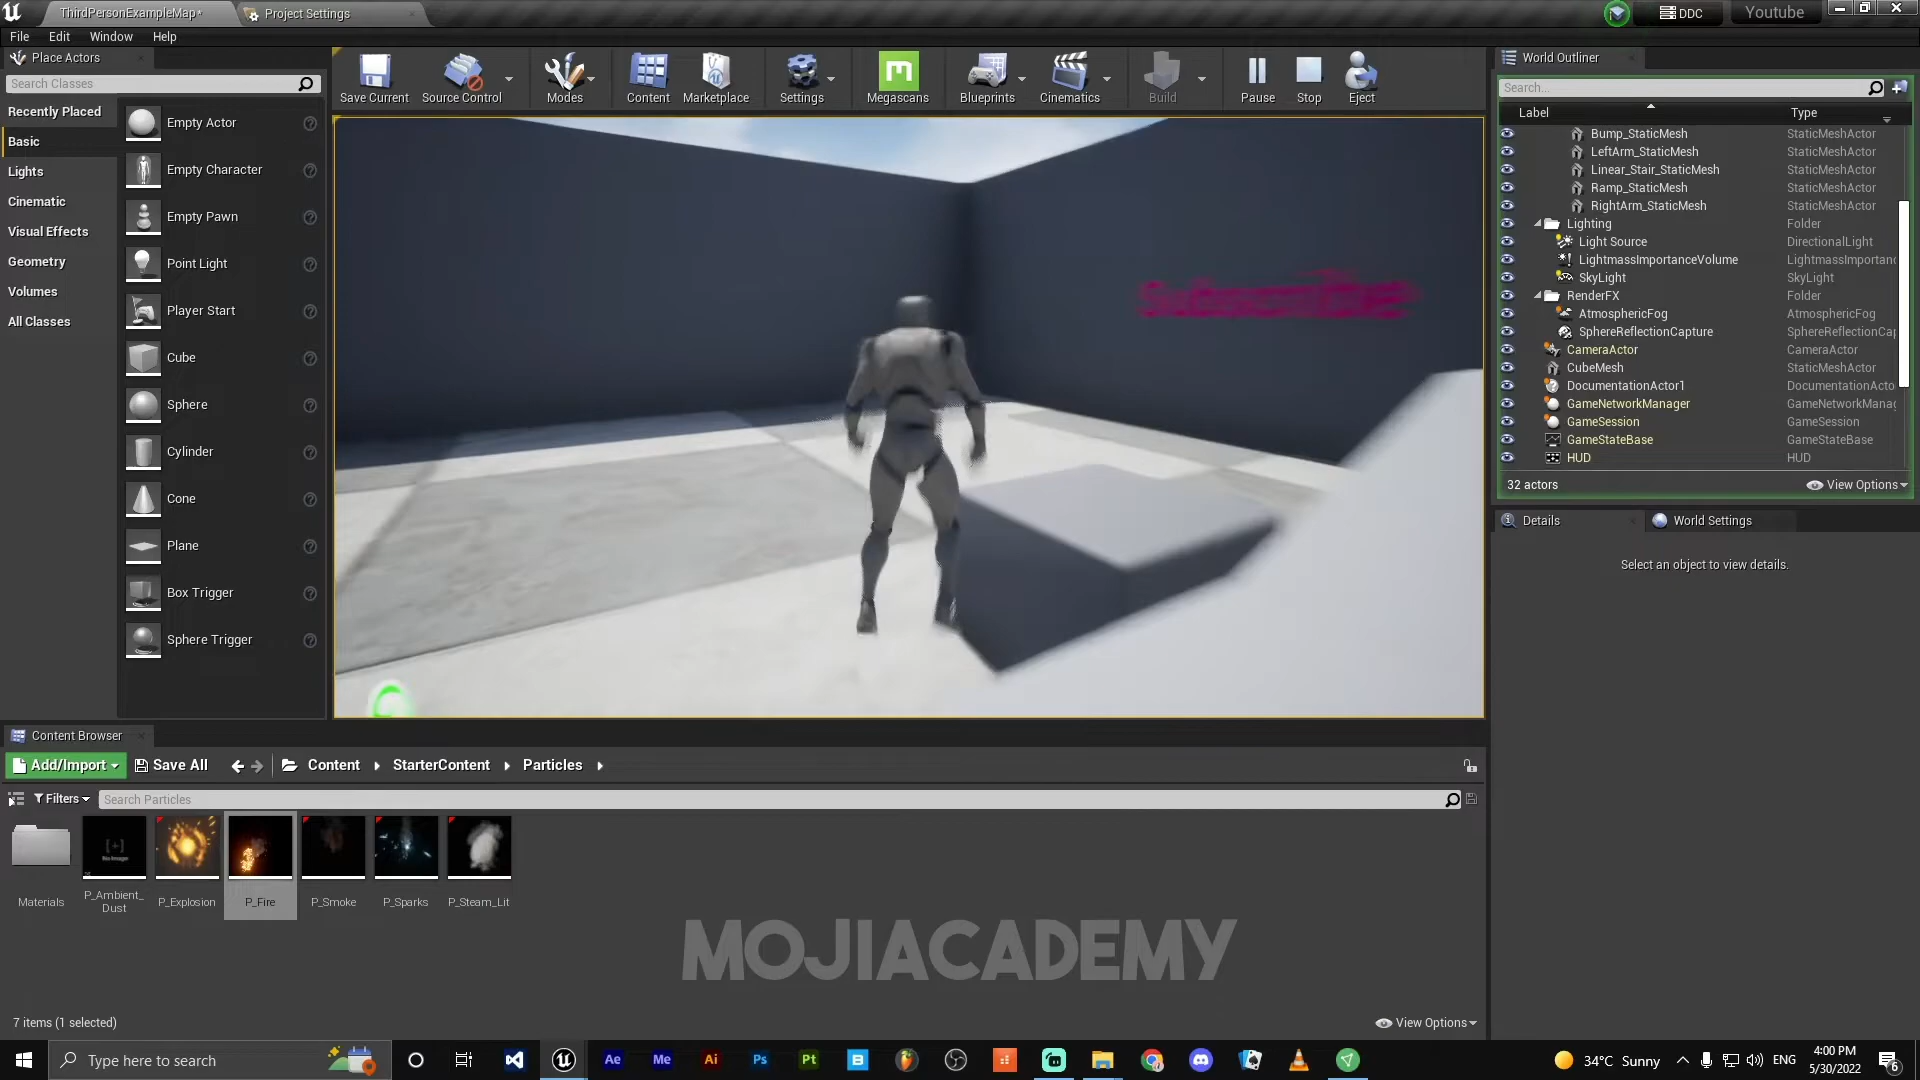 ThirdPersonExampleMap*
Project Settings
DDC
Youtube
File
Edit
Window
Help
Place Actors
Search Classes
Recently Placed
Basic
Lights
Cinematic
Visual Effects
Geometry
Volumes
All Classes
Empty Actor
Empty Character
Empty Pawn
Point Light
Player Start
Cube
Sphere
Cylinder
Cone
Plane
Box Trigger
Sphere Trigger
Save Current
Source Control
Modes
Content
Marketplace
Settings
Megascans
Blueprints
Cinematics
Build
Pause
Stop
Eject
World Outliner
Search...
Label
Type
Bump_StaticMesh
StaticMeshActor
LeftArm_StaticMesh
StaticMeshActor
Linear_Stair_StaticMesh
StaticMeshActor
Ramp_StaticMesh
StaticMeshActor
RightArm_StaticMesh
StaticMeshActor
Lighting
Folder
Light Source
DirectionalLight
LightmassImportanceVolume
LightmassImportanc
SkyLight
SkyLight
RenderFX
Folder
AtmosphericFog
AtmosphericFog
SphereReflectionCapture
SphereReflectionCap
CameraActor
CameraActor
CubeMesh
StaticMeshActor
DocumentationActor1
DocumentationActo
GameNetworkManager
GameNetworkManag
GameSession
GameSession
GameStateBase
GameStateBase
HUD
HUD
32 actors
View Options
Details
World Settings
Select an object to view details.
Content Browser
Add/Import
Save All
Content
StarterContent
Particles
Filters
Search Particles
Materials
P_Ambient_
Dust
P_Explosion
P_Fire
P_Smoke
P_Sparks
P_Steam_Lit
MOJIACADEMY
7 items (1 selected)
View Options
Type here to search
Ae
Me
Ai
Ps
Pt
34°C Sunny
ENG
4:00 PM
5/30/2022
6